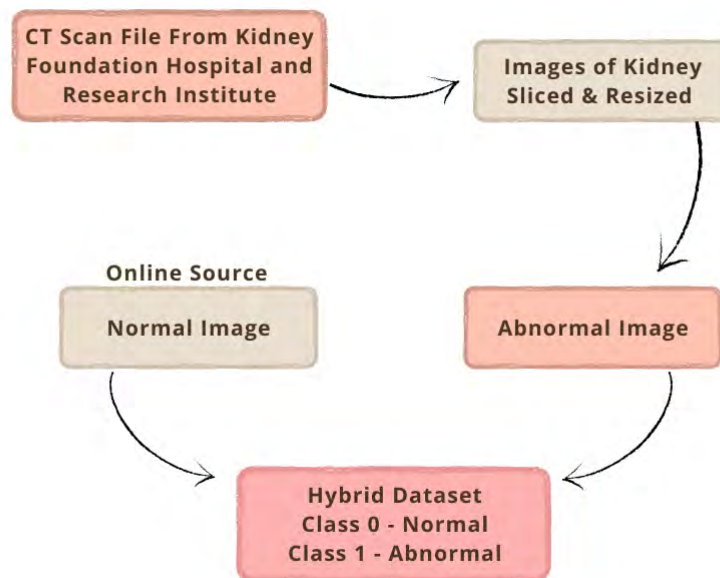 CT Scan File From Kidney
Foundation Hospital and
Research Institute
Images of Kidney
Sliced & Resized
Online Source
Normal Image
Abnormal Image
Hybrid Dataset
Class 0 - Normal
Class 1 - Abnormal